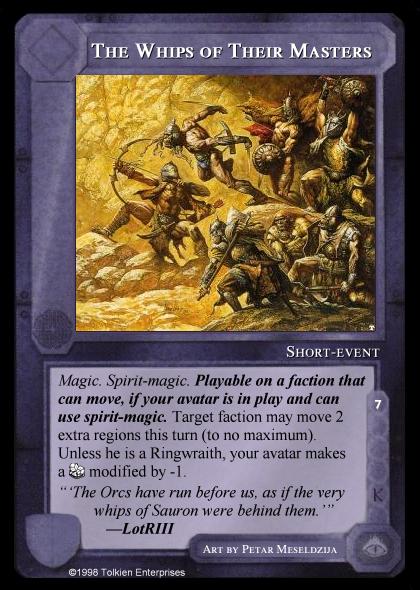 THE WHIPS OF THEIR MASTERS
SHORT-EVENT
Magic. Spirit-magic. Playable on a faction that
can move, if your avatar is in play and can
use spirit-magic. Target faction may move 2
extra regions this turn (to no maximum).
Unless he is a Ringwraith, your avatar makes
a modified by -1.
“‘The Orcs have run before us, as if the very
whips of Sauron were behind them.’”
—LotRIII
7
K
ART BY PETAR MESELDZIJA
©1998 Tolkien Enterprises